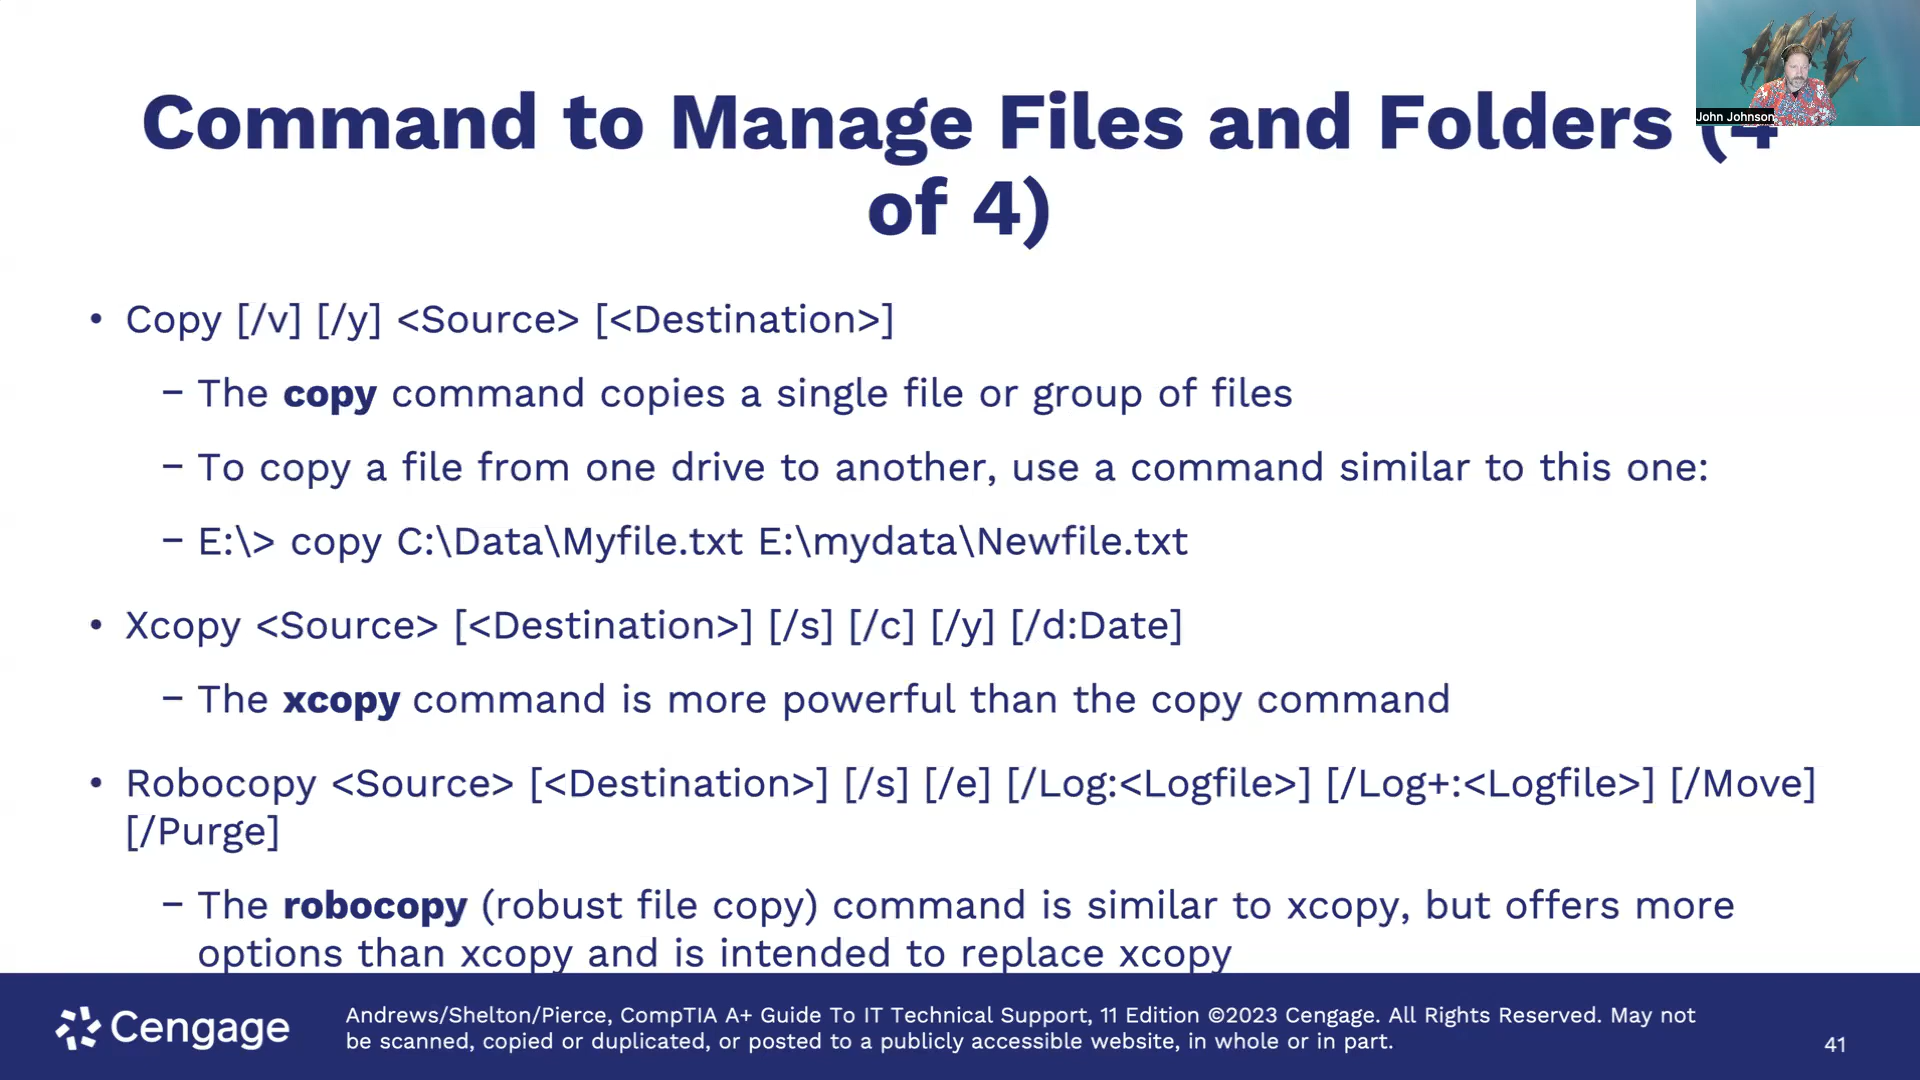 John Johnson
Command to Manage Files and Folders (4
of 4)
• Copy [/v] [/y] <Source> [<Destination>]
– The copy command copies a single file or group of files
– To copy a file from one drive to another, use a command similar to this one:
– E:\> copy C:\Data\Myfile.txt E:\mydata\Newfile.txt
• Xcopy <Source> [<Destination>] [/s] [/c] [/y] [/d:Date]
– The xcopy command is more powerful than the copy command
• Robocopy <Source> [<Destination>] [/s] [/e] [/Log:<Logfile>] [/Log+:<Logfile>] [/Move]
[/Purge]
– The robocopy (robust file copy) command is similar to xcopy, but offers more
options than xcopy and is intended to replace xcopy
Cengage
Andrews/Shelton/Pierce, CompTIA A+ Guide To IT Technical Support, 11 Edition ©2023 Cengage. All Rights Reserved. May not
be scanned, copied or duplicated, or posted to a publicly accessible website, in whole or in part.
41